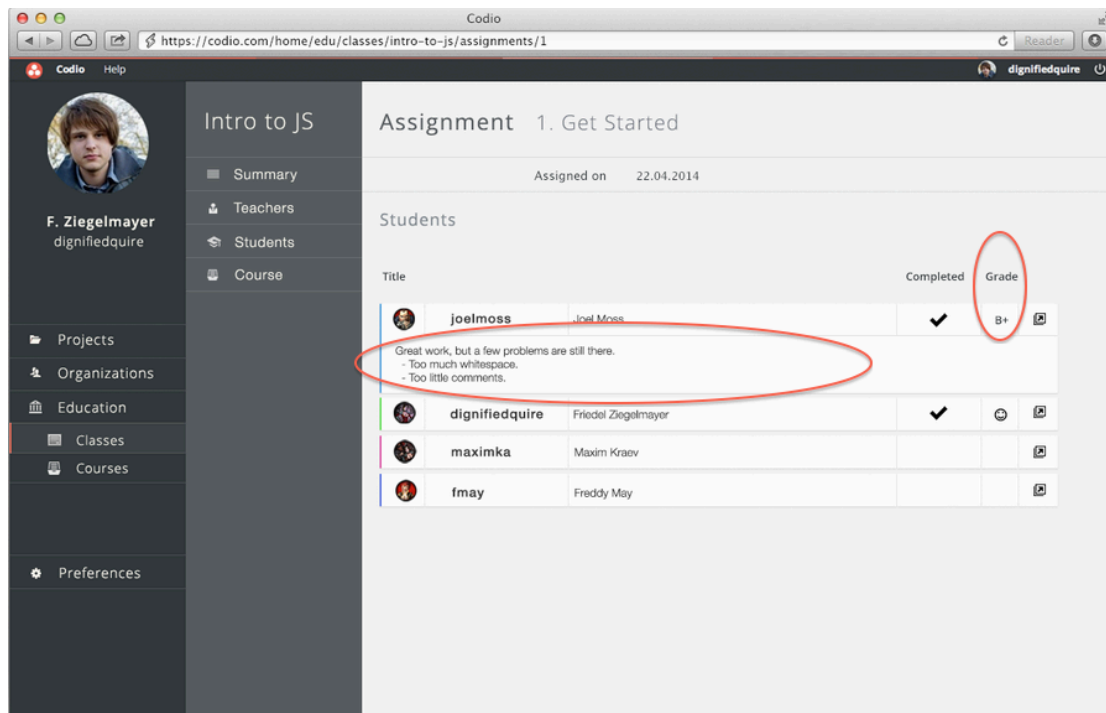 Codio
https://codio.com/home/edu/classes/intro-to-js/assignments/1
Reader
Codio Help
dignifiedquire
F. Ziegelmayer
dignifiedquire
Projects
Organizations
Education
Classes
Courses
Preferences
Intro to JS
Summary
Teachers
Students
Course
Assignment 1. Get Started
Assigned on 22.04.2014
Students
Title Completed Grade
joelmoss Joel Moss B+
Great work, but a few problems are still there.
- Too much whitespace.
- Too little comments.
dignifiedquire Friedel Ziegelmayer
maximka Maxim Kraev
fmay Freddy May